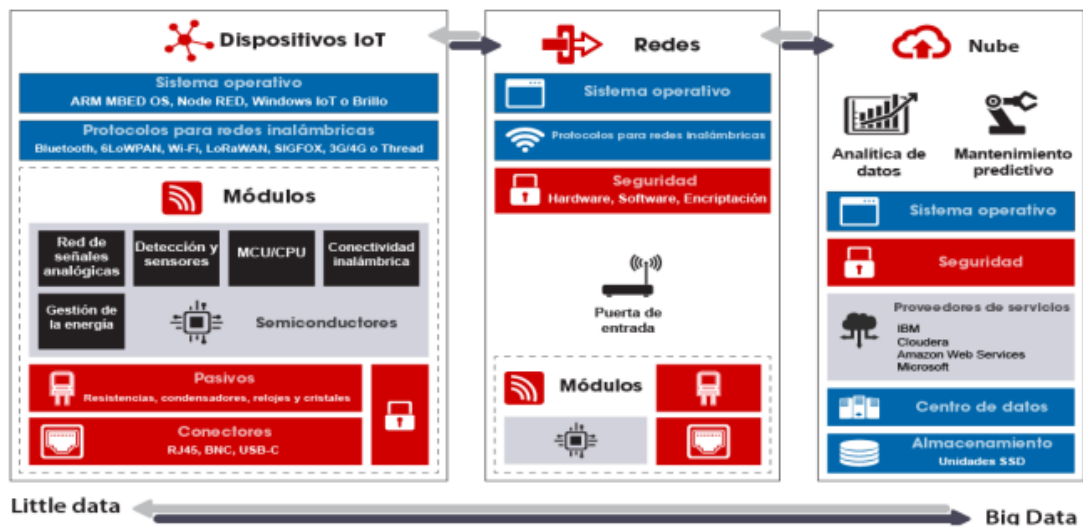 Dispositivos IoT
Sistema operativo
ARM MBED OS, Node RED, Windows IoT o Brillo
Protocolos para redes inalámbricas
Bluetooth, 6LoWPAN, Wi-Fi, LoRaWAN, SIGFOX, 3G/4G o Thread
Módulos
Red de
señales
analógicas
Detección y
sensores
MCU/CPU
Conectividad
inalámbrica
Gestión de
la energía
Semiconductores
Pasivos
Resistencias, condensadores, relojes y cristales
Conectores
RJ45, BNC, USB-C
Redes
Sistema operativo
Protocolos para redes inalámbricas
Seguridad
Hardware, Software, Encriptación
Puerta de
entrada
Módulos
Nube
Analítica de
datos
Mantenimiento
predictivo
Sistema operativo
Seguridad
Proveedores de servicios
IBM
Cloudera
Amazon Web Services
Microsoft
Centro de datos
Almacenamiento
Unidades SSD
Little data
Big Data